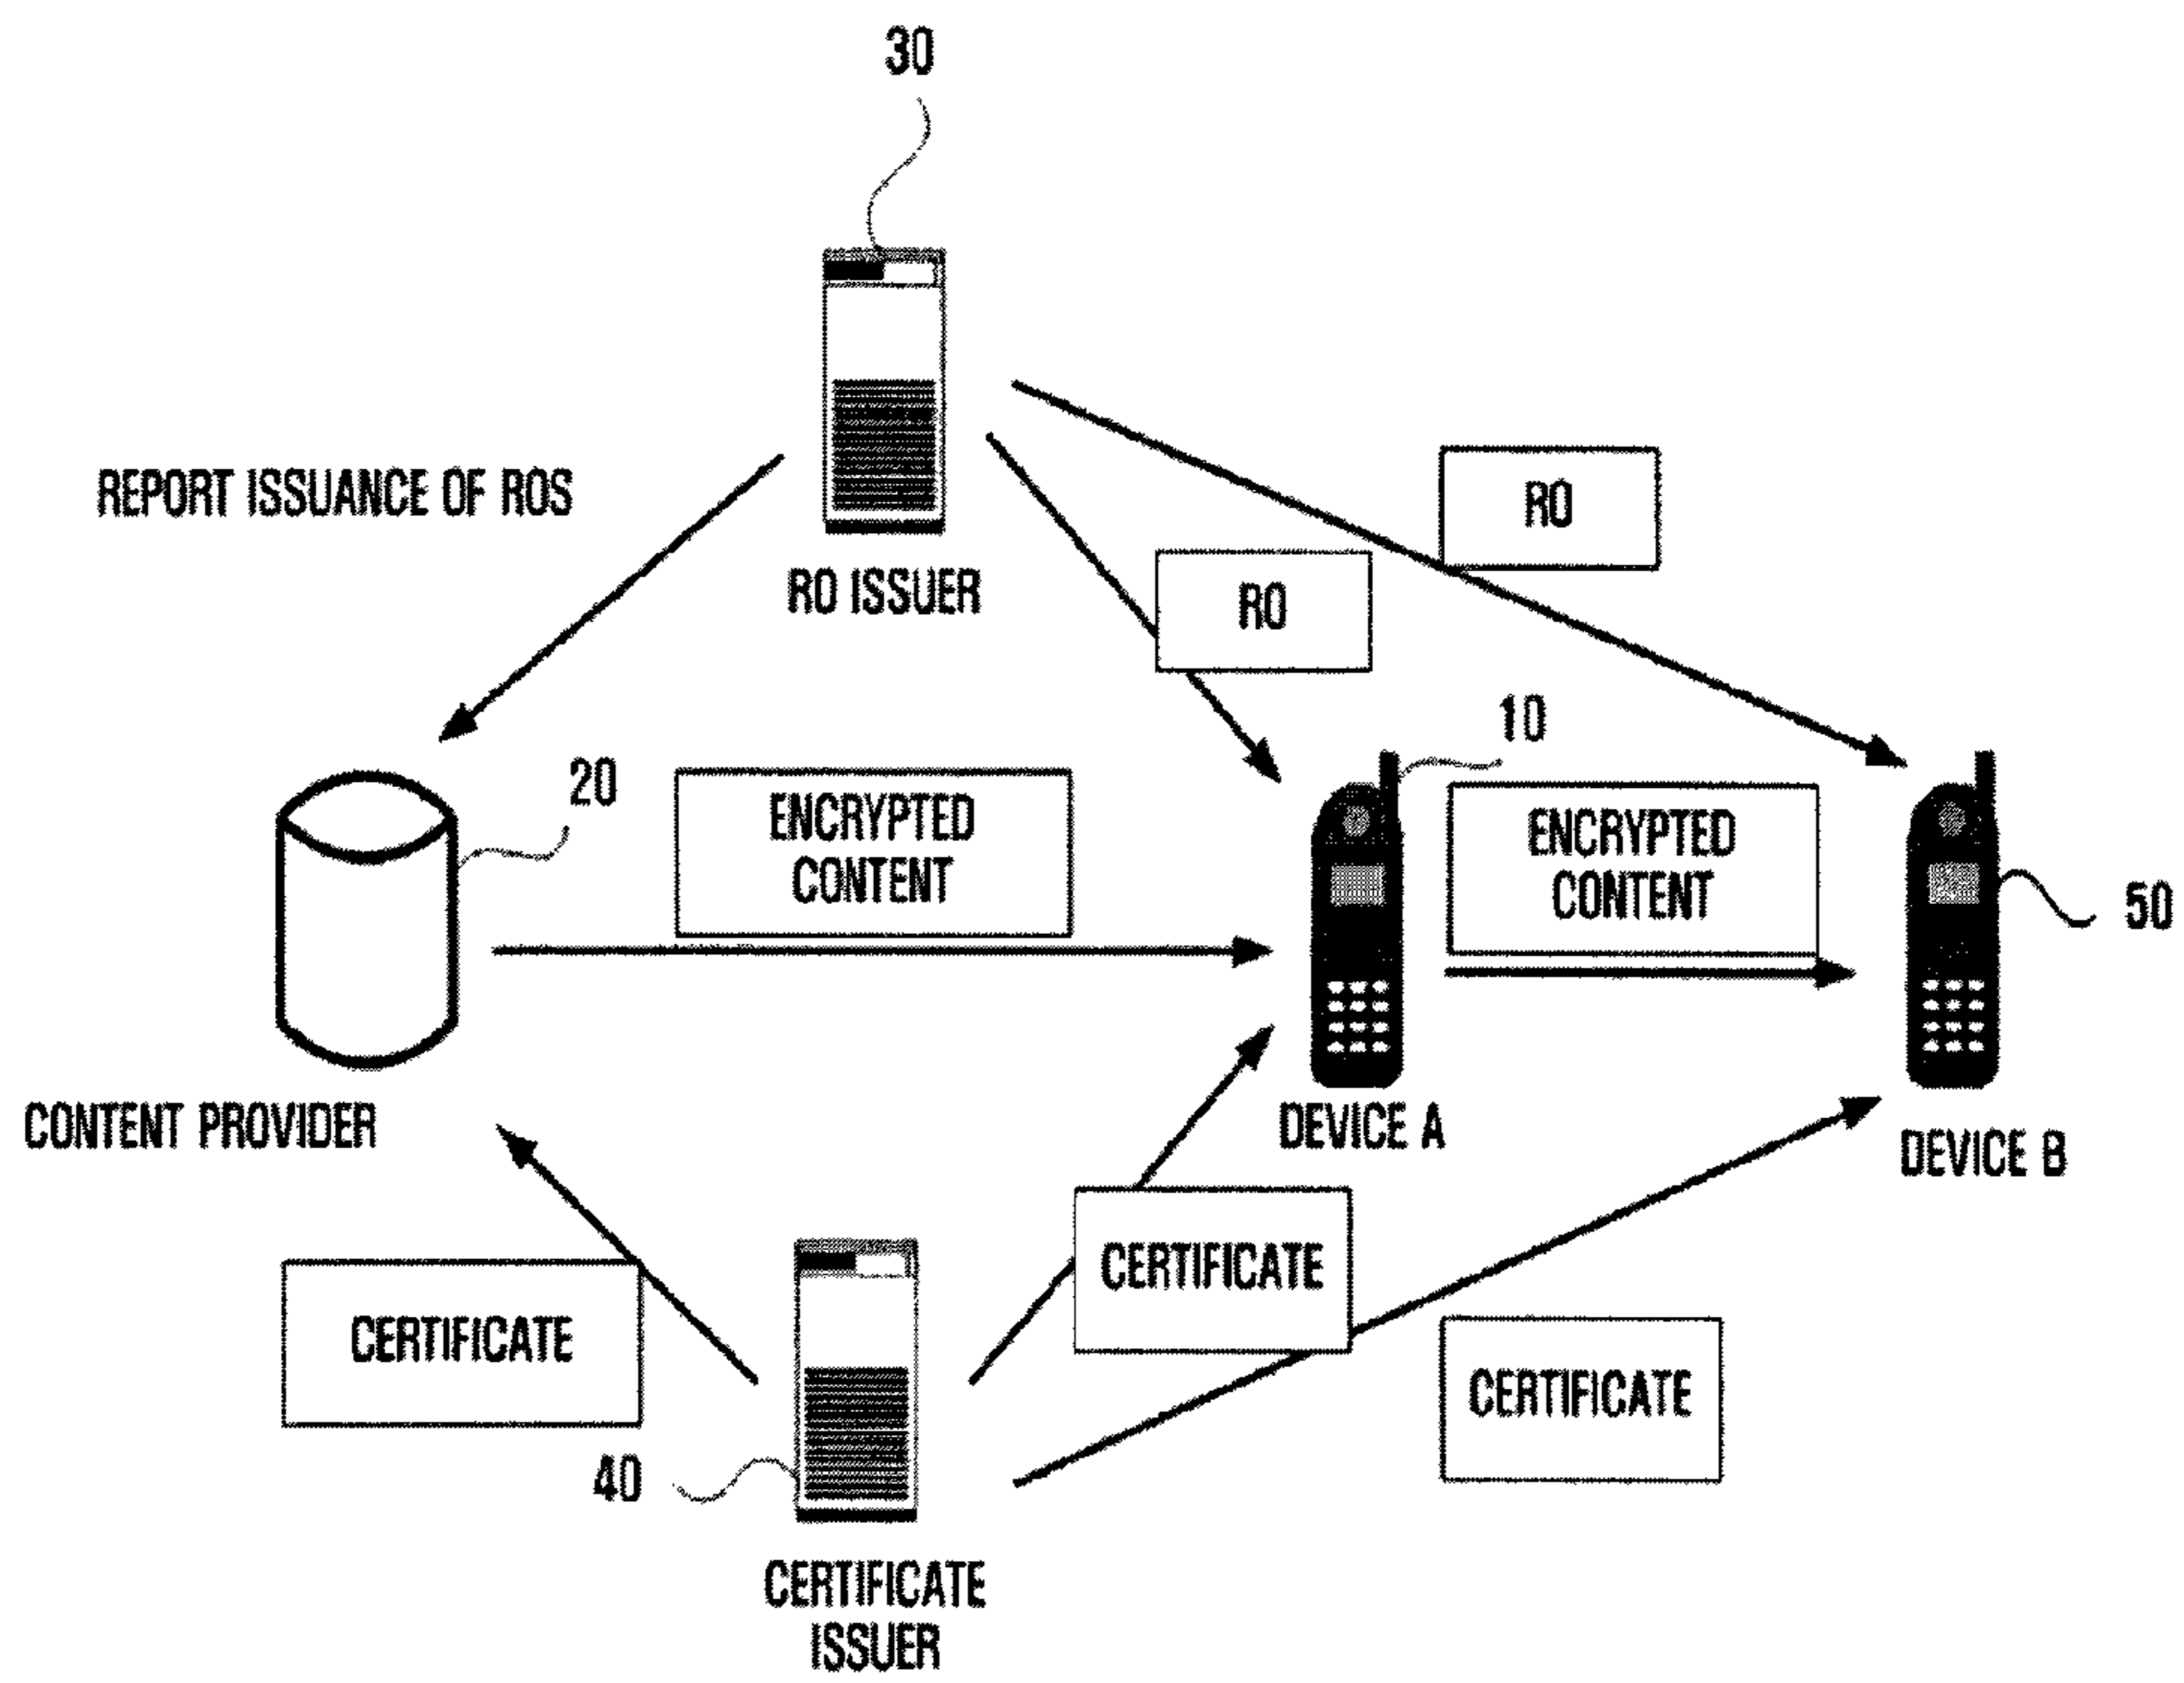 30
REPORT ISSUANCE OF ROS
RO
RO ISSUER
RO
10
20
ENCRYPTED
CONTENT
ENCRYPTED
CONTENT
50
CONTENT PROVIDER
DEVICE A
DEVICE B
CERTIFICATE
CERTIFICATE
CERTIFICATE
40
CERTIFICATE
ISSUER